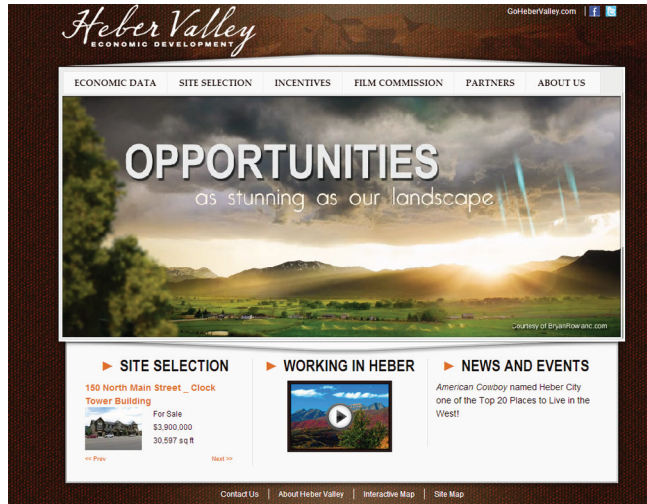 Heber Valley
ECONOMIC DEVELOPMENT
GoHeberValley.com
ECONOMIC DATA SITE SELECTION INCENTIVES FILM COMMISSION PARTNERS ABOUT US
OPPORTUNITIES
as stunning as our landscape
Courtesy of BryanRowland.com
SITE SELECTION
150 North Main Street _ Clock
Tower Building
For Sale
$3,900,000
30,597 sq ft
<< Prev Next >>
WORKING IN HEBER
NEWS AND EVENTS
American Cowboy named Heber City
one of the Top 20 Places to Live in the
West!
Contact Us About Heber Valley Interactive Map Site Map